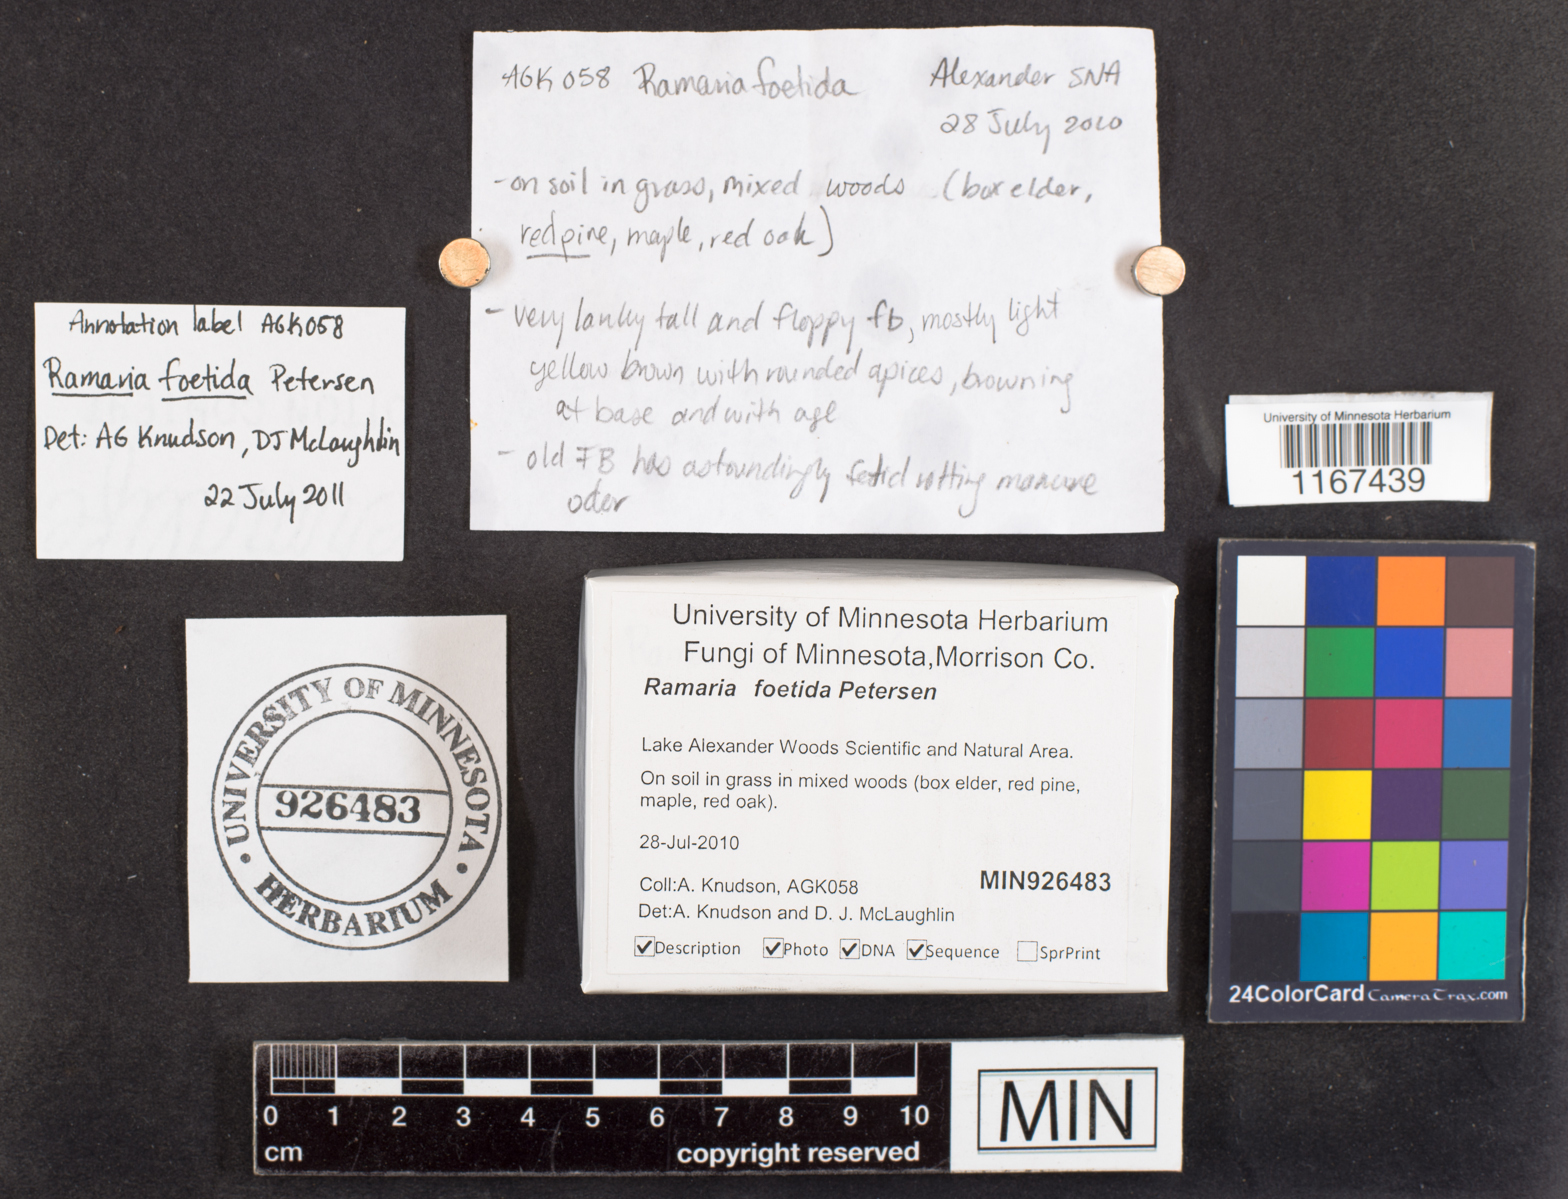 AGK058 Ramaria foetida Alexander SNA
28 July 2010
-on soil in grass, mixed woods (box elder,
redpine, maple, red oak)
- very lanky tall and floppy fb, mostly light
yellow brown with rounded apices, browning
at base and with age
- old FB has astoundingly fetid rotting manure
odor
Annotation label AGK058
Ramaria foetida Petersen
Det: AG Knudson, DJ McLaughlin
22 July 2011
University of Minnesota Herbarium
1167439
UNIVERSITY OF MINNESOTA
926483
• HERBARIUM •
University of Minnesota Herbarium
Fungi of Minnesota,Morrison Co.
Ramaria foetida Petersen
Lake Alexander Woods Scientific and Natural Area.
On soil in grass in mixed woods (box elder, red pine,
maple, red oak).
28-Jul-2010
MIN926483
Coll:A. Knudson, AGK058
Det:A. Knudson and D. J. McLaughlin
Description Photo DNA Sequence SprPrint
24ColorCard CameraTrax.com
0 1 2 3 4 5 6 7 8 9 10
cm copyright reserved
MIN